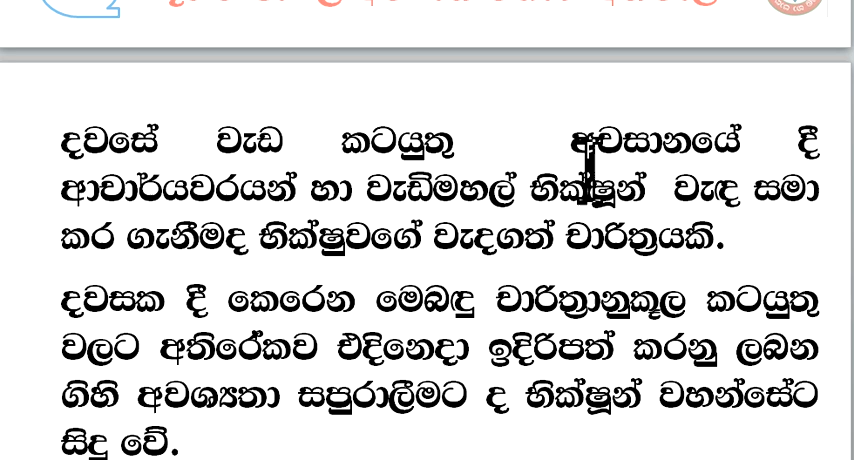 දවසේ වැඩ කටයුතු අවසානයේ දී
ආචාර්යවරයන් හා වැඩිමහල් භික්ෂූන් වැඳ සමා
කර ගැනීමද භික්ෂුවගේ වැදගත් චාරිත්‍රයකි.
දවසක දී කෙරෙන මෙබඳු චාරිත්‍රානුකූල කටයුතු
වලට අතිරේකව එදිනෙදා ඉදිරිපත් කරනු ලබන
ගිහි අවශ්‍යතා සපුරාලීමට ද භික්ෂූන් වහන්සේට
සිදු වේ.